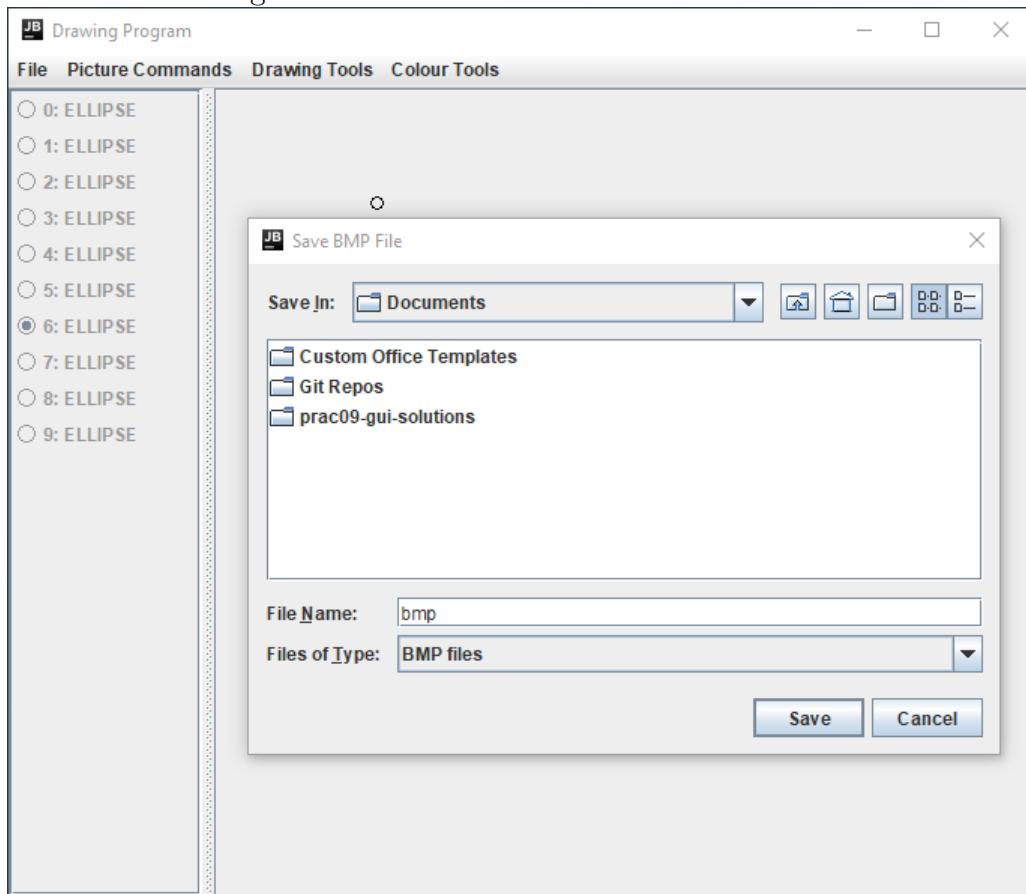 JB Drawing Program
File Picture Commands Drawing Tools Colour Tools
0: ELLIPSE
1: ELLIPSE
2: ELLIPSE
3: ELLIPSE
4: ELLIPSE
5: ELLIPSE
6: ELLIPSE
7: ELLIPSE
8: ELLIPSE
9: ELLIPSE
JB Save BMP File
Save In: Documents
Custom Office Templates
Git Repos
prac09-gui-solutions
File Name: bmp
Files of Type: BMP files
Save Cancel